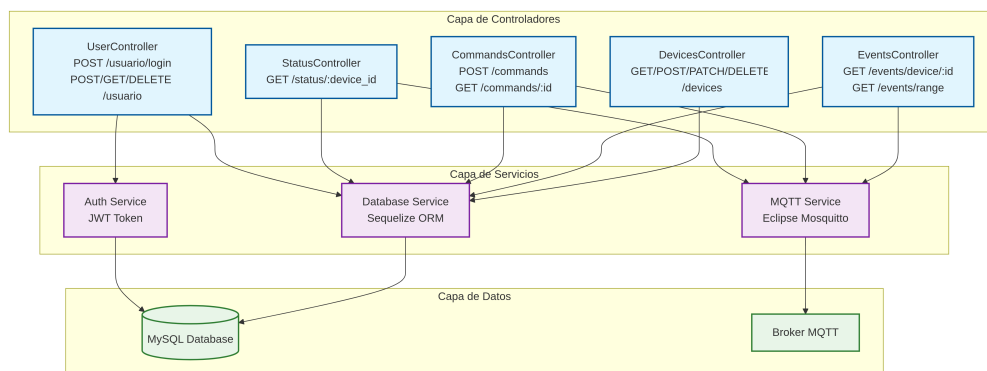 Capa de Controladores
UserController
POST /usuario/login
POST/GET/DELETE
/usuario
StatusController
GET /status/:device_id
CommandsController
POST /commands
GET /commands/:id
DevicesController
GET/POST/PATCH/DELETE
/devices
EventsController
GET /events/device/:id
GET /events/range
Capa de Servicios
Auth Service
JWT Token
Database Service
Sequelize ORM
MQTT Service
Eclipse Mosquitto
Capa de Datos
MySQL Database
Broker MQTT